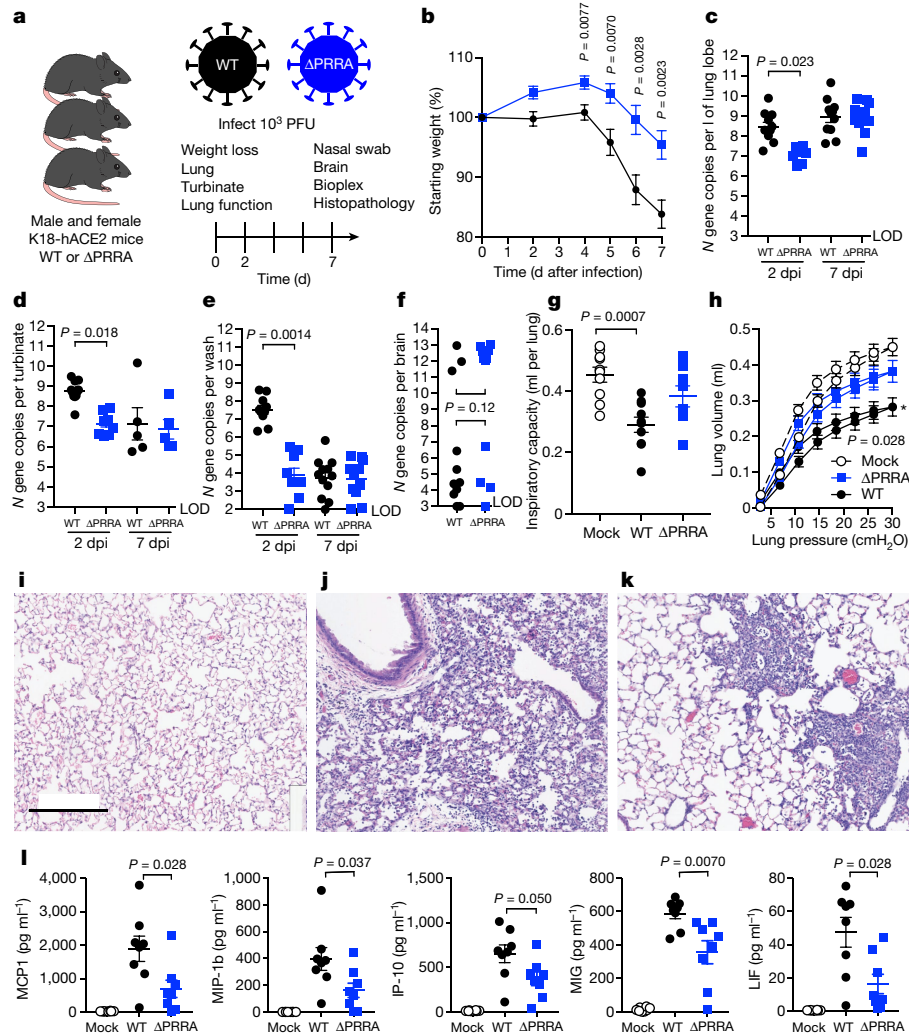 a
WT
ΔPRRA
Infect 10³ PFU
Weight loss
Lung
Turbinate
Lung function
Nasal swab
Brain
Bioplex
Histopathology
Male and female
K18-hACE2 mice
WT or ΔPRRA
0 2 7
Time (d)
b
Starting weight (%)
110
100
90
80
P = 0.0077
P = 0.0070
P = 0.0028
P = 0.0023
0 1 2 3 4 5 6 7
Time (d after infection)
c
N gene copies per l of lung lobe
12
11
10
9
8
7
6
5
4
3
P = 0.023
LOD
WT ΔPRRA WT ΔPRRA
2 dpi 7 dpi
d
N gene copies per turbinate
12
11
10
9
8
7
6
5
4
3
P = 0.018
LOD
WT ΔPRRA WT ΔPRRA
2 dpi 7 dpi
e
N gene copies per wash
12
11
10
9
8
7
6
5
4
3
2
P = 0.0014
LOD
WT ΔPRRA WT ΔPRRA
2 dpi 7 dpi
f
N gene copies per brain
14
13
12
11
10
9
8
7
6
5
4
3
P = 0.12
LOD
WT ΔPRRA
g
Inspiratory capacity (ml per lung)
0.6
0.4
0.2
0
P = 0.0007
Mock WT ΔPRRA
h
Lung volume (ml)
0.5
0.4
0.3
0.2
0.1
0
*
P = 0.028
Mock
ΔPRRA
WT
5 10 15 20 25 30
Lung pressure (cmH₂O)
i
j
k
l
MCP1 (pg ml⁻¹)
4,000
3,000
2,000
1,000
0
P = 0.028
Mock WT ΔPRRA
MIP-1b (pg ml⁻¹)
1,000
800
600
400
200
0
P = 0.037
Mock WT ΔPRRA
IP-10 (pg ml⁻¹)
1,500
1,000
500
0
P = 0.050
Mock WT ΔPRRA
MIG (pg ml⁻¹)
800
600
400
200
0
P = 0.0070
Mock WT ΔPRRA
LIF (pg ml⁻¹)
80
60
40
20
0
P = 0.028
Mock WT ΔPRRA